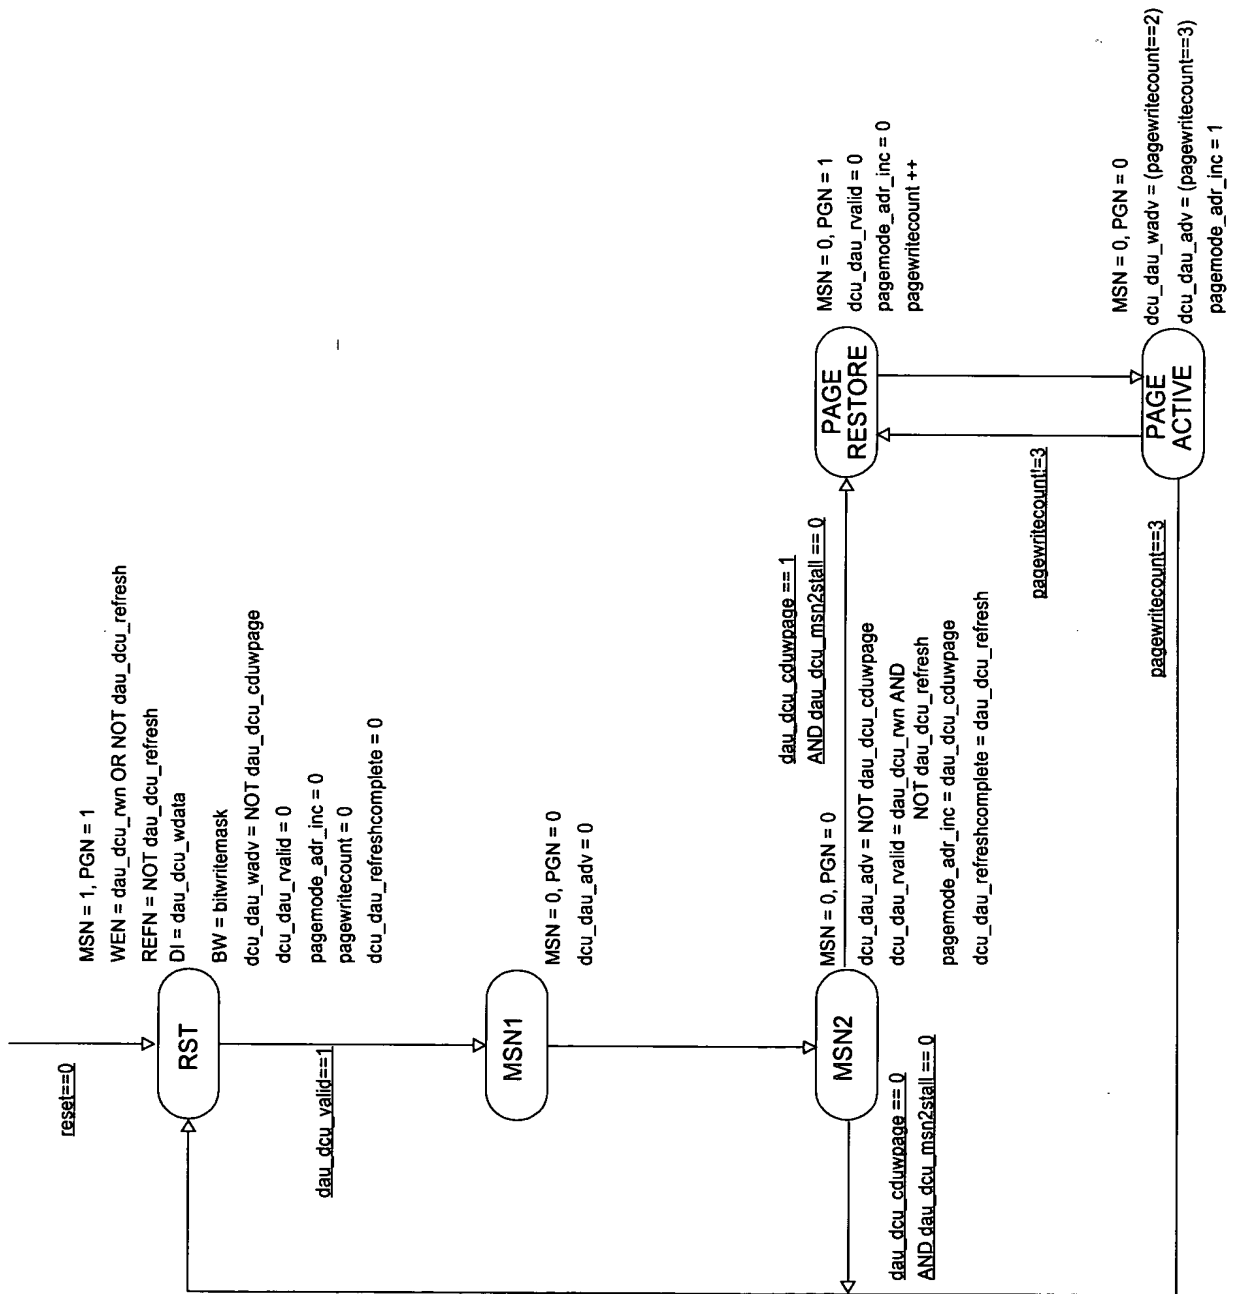 reset==0
RST
MSN = 1, PGN = 1
WEN = dau_dcu_rwn OR NOT dau_dcu_refresh
REFN = NOT dau_dcu_refresh
DI = dau_dcu_wdata
BW = bitwritemask
dcu_dau_wadv = NOT dau_dcu_cduwpage
dcu_dau_rvalid = 0
pagemode_adr_inc = 0
pagewritecount = 0
dcu_dau_refreshcomplete = 0
dau_dcu_valid==1
MSN1
MSN = 0, PGN = 0
dcu_dau_adv = 0
MSN2
MSN = 0, PGN = 0
dcu_dau_adv = NOT dau_dcu_cduwpage
dcu_dau_rvalid = dau_dcu_rwn AND
NOT dau_dcu_refresh
pagemode_adr_inc = dau_dcu_cduwpage
dcu_dau_refreshcomplete = dau_dcu_refresh
dau_dcu_cduwpage == 0
AND dau_dcu_msn2stall == 0
dau_dcu_cduwpage == 1
AND dau_dcu_msn2stall == 0
PAGE
RESTORE
MSN = 0, PGN = 1
dcu_dau_rvalid = 0
pagemode_adr_inc = 0
pagewritecount ++
pagewritecount!=3
pagewritecount==3
PAGE
ACTIVE
MSN = 0, PGN = 0
dcu_dau_wadv = (pagewritecount==2)
dcu_dau_adv = (pagewritecount==3)
pagemode_adr_inc = 1